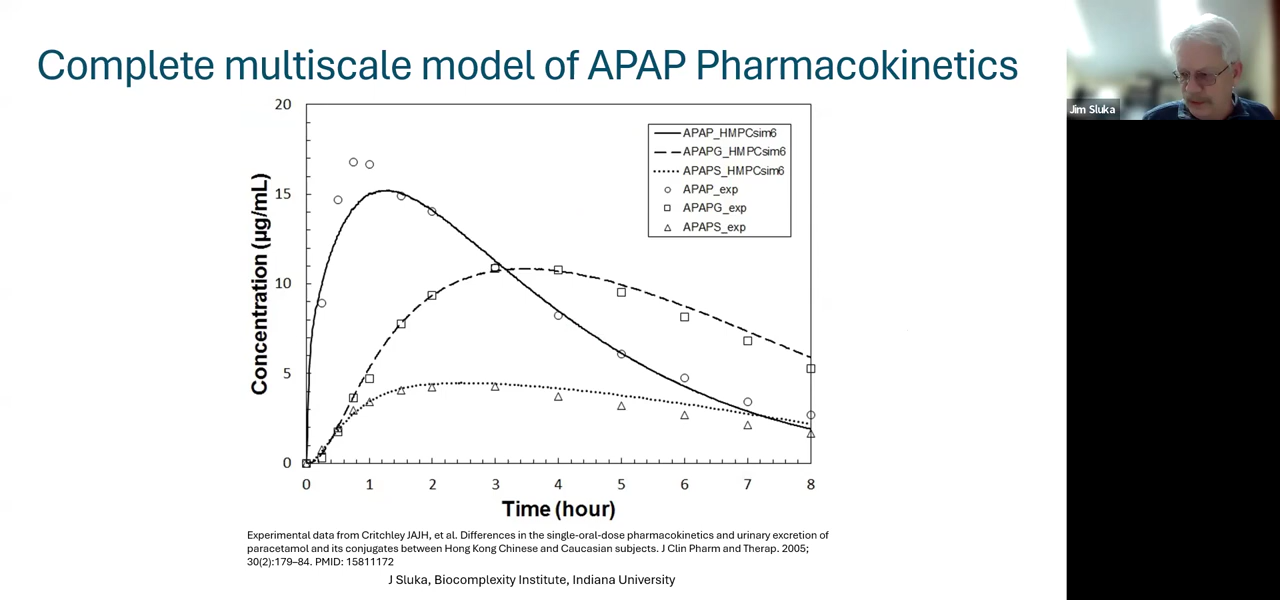 Complete multiscale model of APAP Pharmacokinetics
Jim Sluka
20
15
10
5
0
Concentration (µg/mL)
APAP_HMPCsim6
APAPG_HMPCsim6
APAPS_HMPCsim6
APAP_exp
APAPG_exp
APAPS_exp
0 1 2 3 4 5 6 7 8
Time (hour)
Experimental data from Critchley JAJH, et al. Differences in the single-oral-dose pharmacokinetics and urinary excretion of
paracetamol and its conjugates between Hong Kong Chinese and Caucasian subjects. J Clin Pharm and Therap. 2005;
30(2):179–84. PMID: 15811172
J Sluka, Biocomplexity Institute, Indiana University